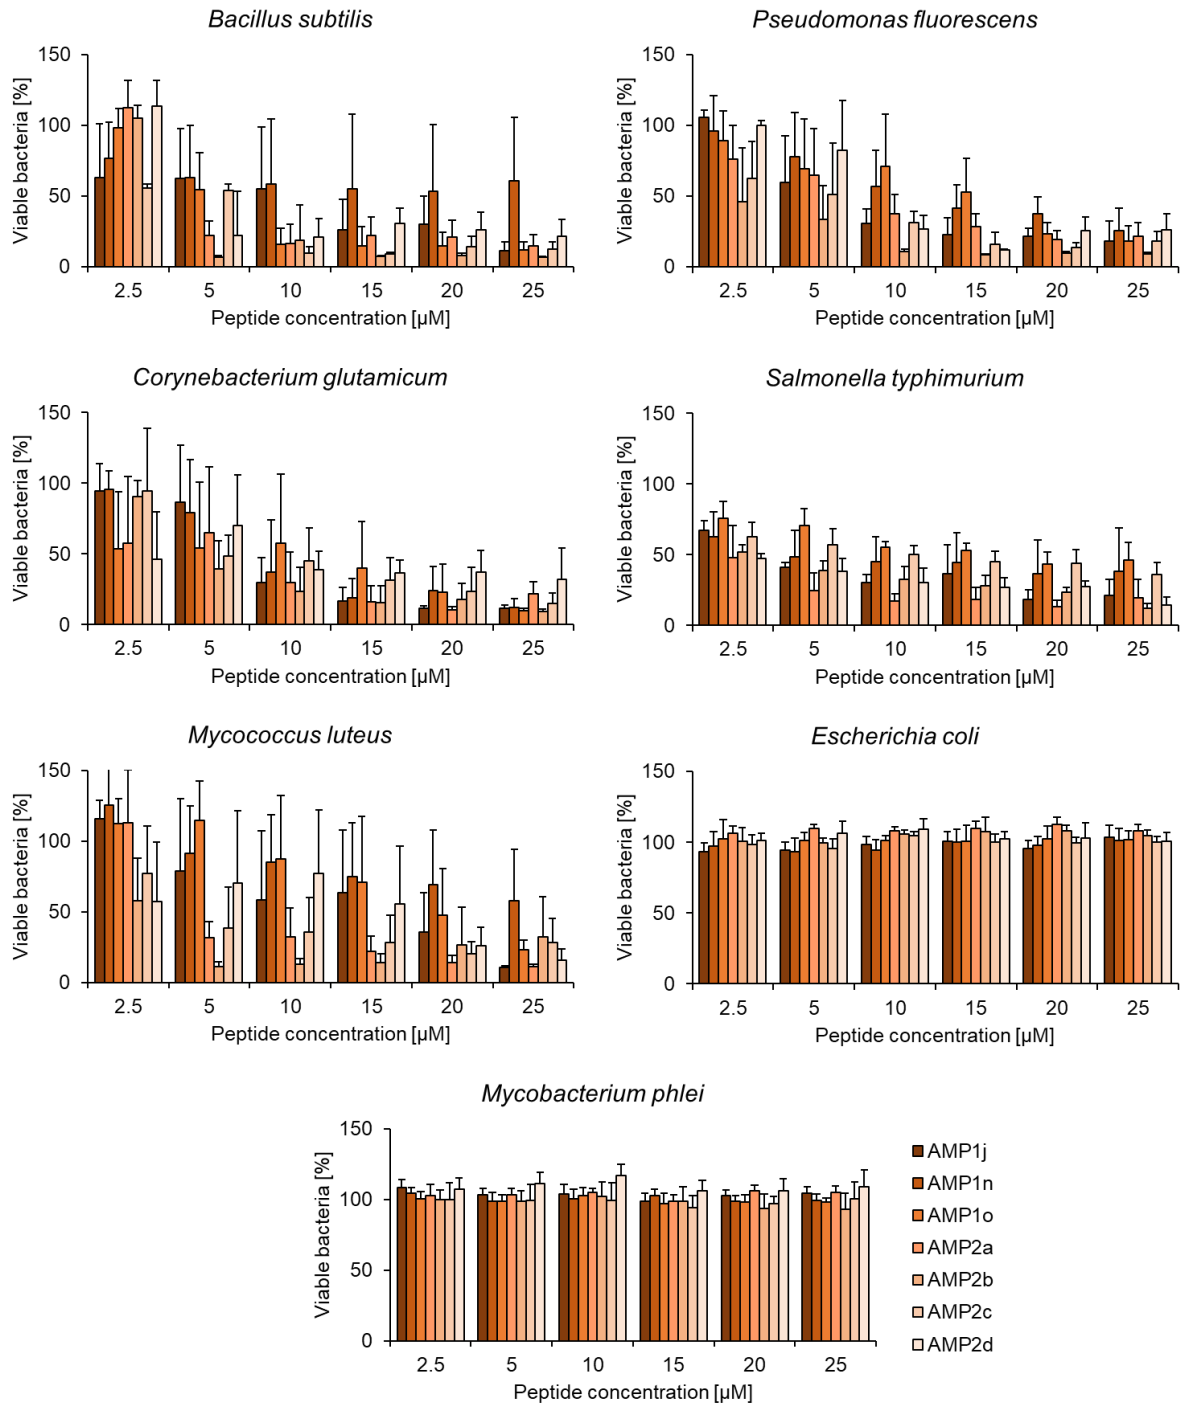 Bacillus subtilis
Viable bacteria [%]
150
100
50
0
2.5 5 10 15 20 25
Peptide concentration [µM]
Pseudomonas fluorescens
Viable bacteria [%]
150
100
50
0
2.5 5 10 15 20 25
Peptide concentration [µM]
Corynebacterium glutamicum
Viable bacteria [%]
150
100
50
0
2.5 5 10 15 20 25
Peptide concentration [µM]
Salmonella typhimurium
Viable bacteria [%]
150
100
50
0
2.5 5 10 15 20 25
Peptide concentration [µM]
Mycococcus luteus
Viable bacteria [%]
150
100
50
0
2.5 5 10 15 20 25
Peptide concentration [µM]
Escherichia coli
Viable bacteria [%]
150
100
50
0
2.5 5 10 15 20 25
Peptide concentration [µM]
Mycobacterium phlei
Viable bacteria [%]
150
100
50
0
2.5 5 10 15 20 25
Peptide concentration [µM]
AMP1j
AMP1n
AMP1o
AMP2a
AMP2b
AMP2c
AMP2d